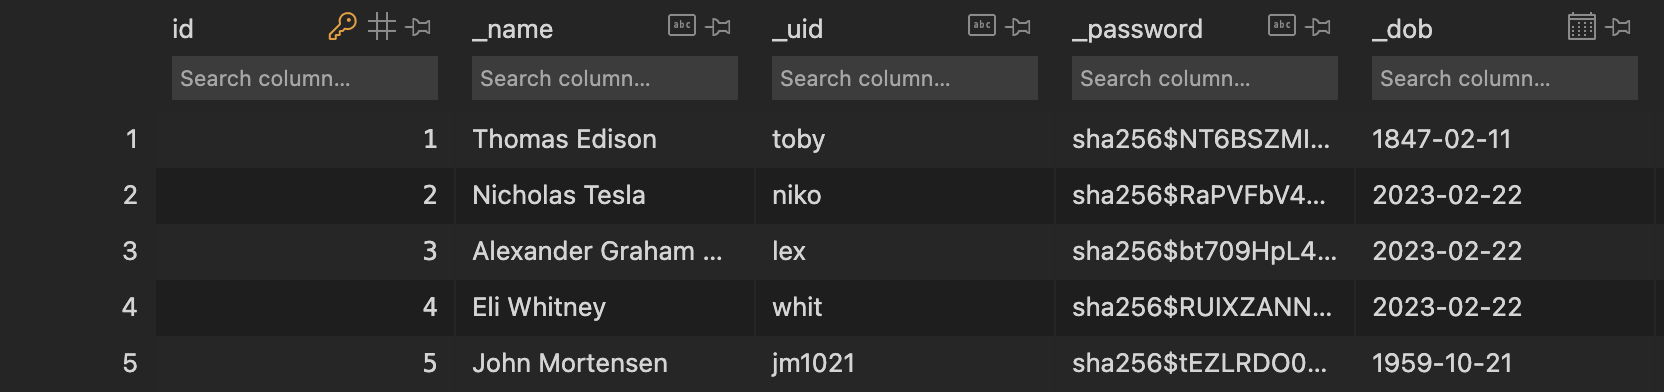 id _name _uid _password _dob
Search column... Search column... Search column... Search column... Search column...
1 1 Thomas Edison toby sha256$NT6BSZMI... 1847-02-11
2 2 Nicholas Tesla niko sha256$RaPVFbV4... 2023-02-22
3 3 Alexander Graham ... lex sha256$bt709HpL4... 2023-02-22
4 4 Eli Whitney whit sha256$RUIXZANN... 2023-02-22
5 5 John Mortensen jm1021 sha256$tEZLRDO0... 1959-10-21